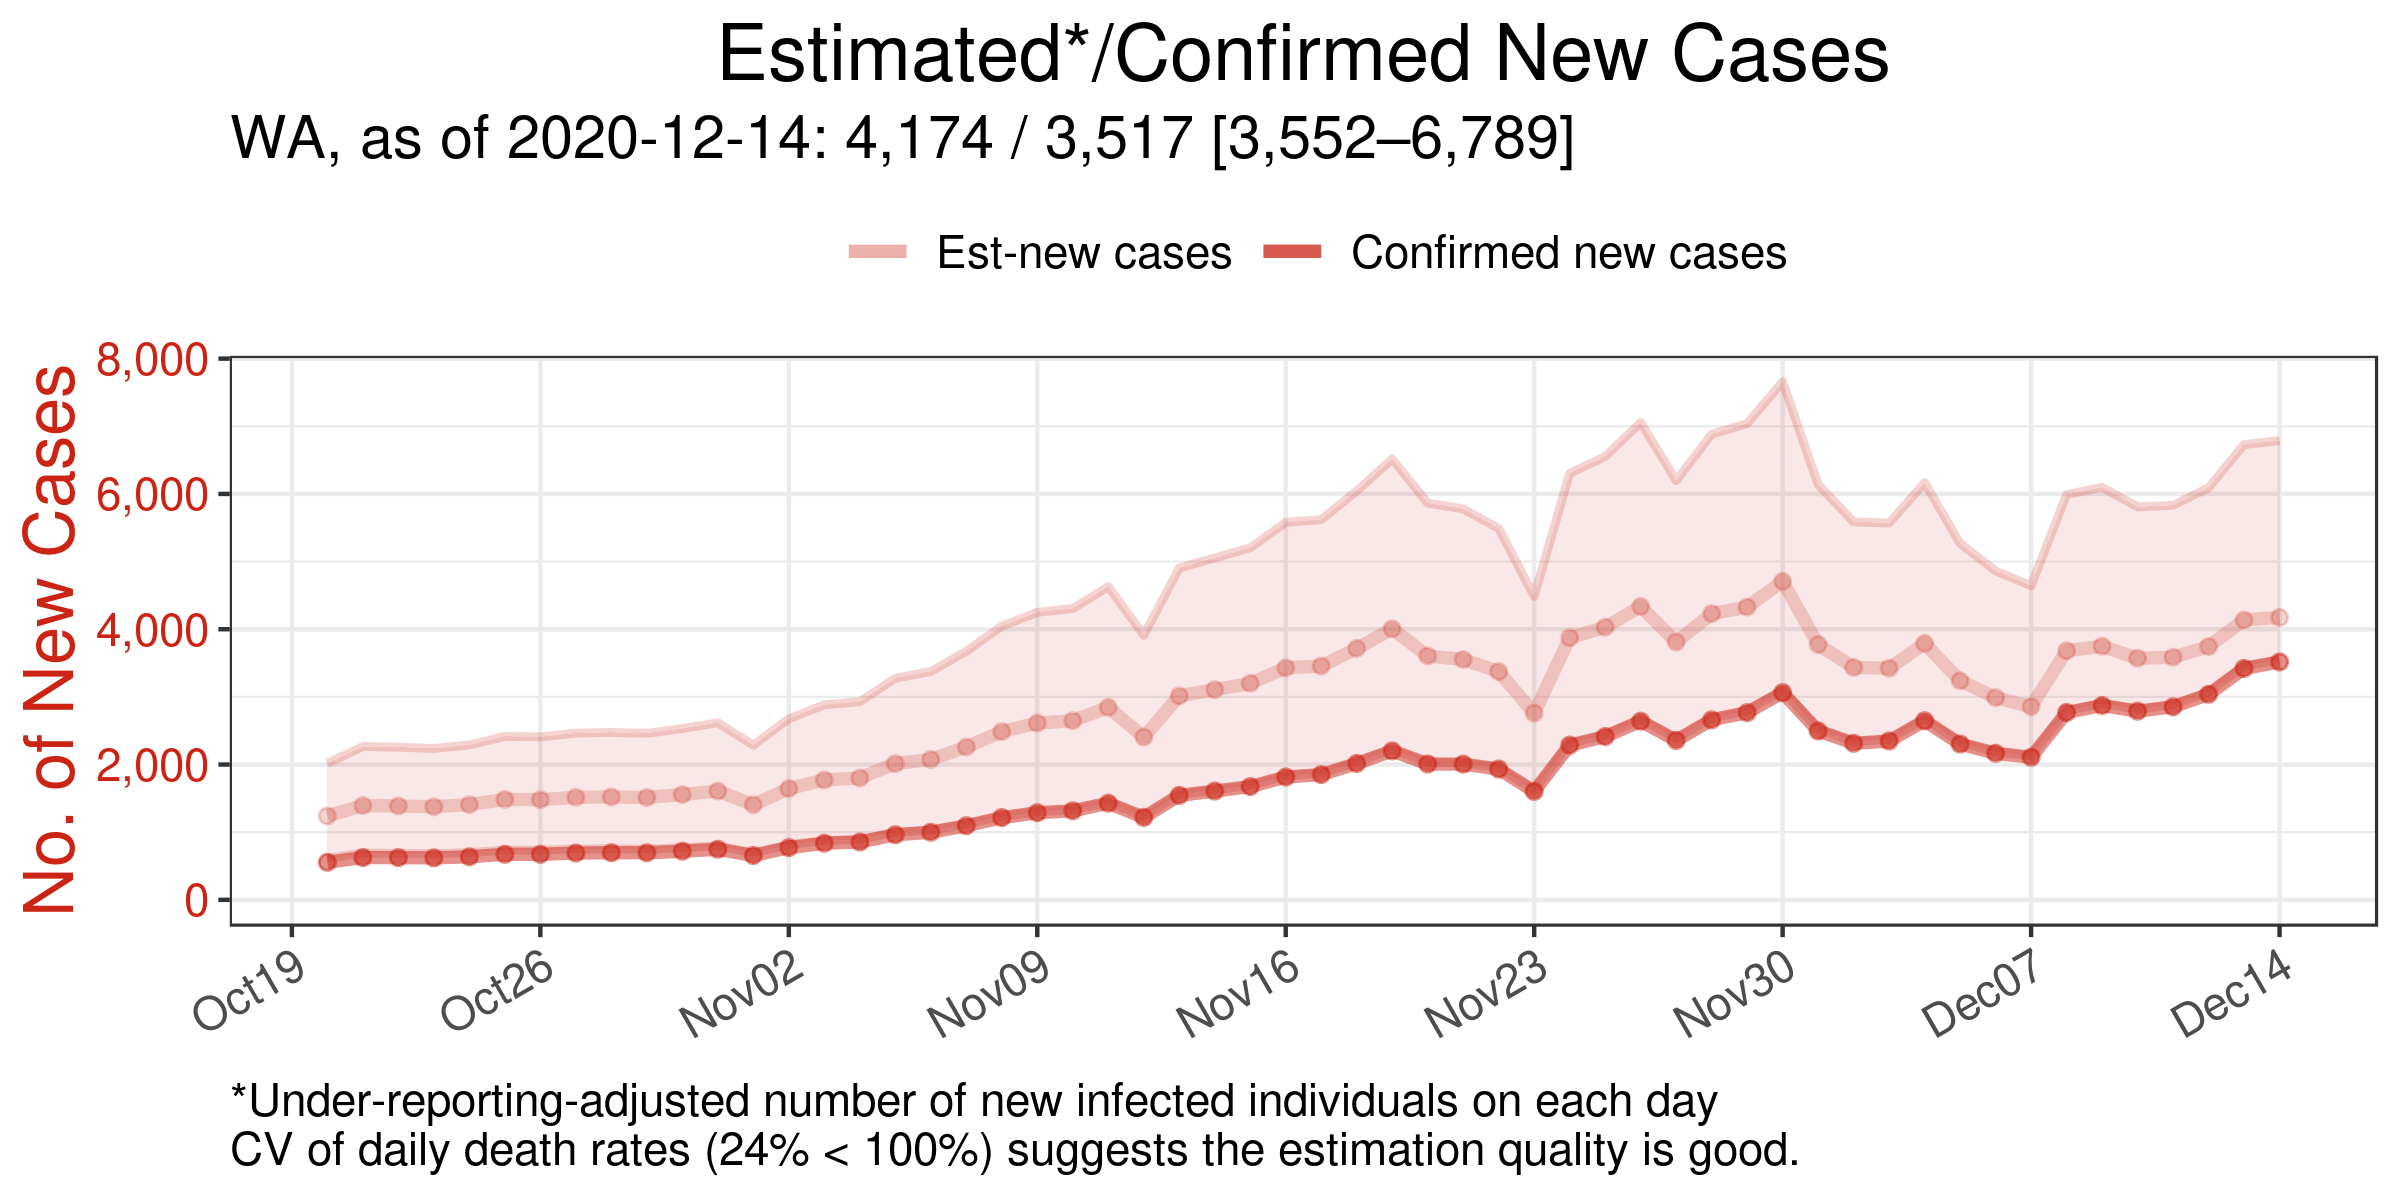 Estimated*/Confirmed New Cases
WA, as of 2020-12-14: 4,174 / 3,517 [3,552–6,789]
Est-new cases Confirmed new cases
No. of New Cases
8,000
6,000
4,000
2,000
0
Oct19 Oct26 Nov02 Nov09 Nov16 Nov23 Nov30 Dec07 Dec14
*Under-reporting-adjusted number of new infected individuals on each day
CV of daily death rates (24% < 100%) suggests the estimation quality is good.